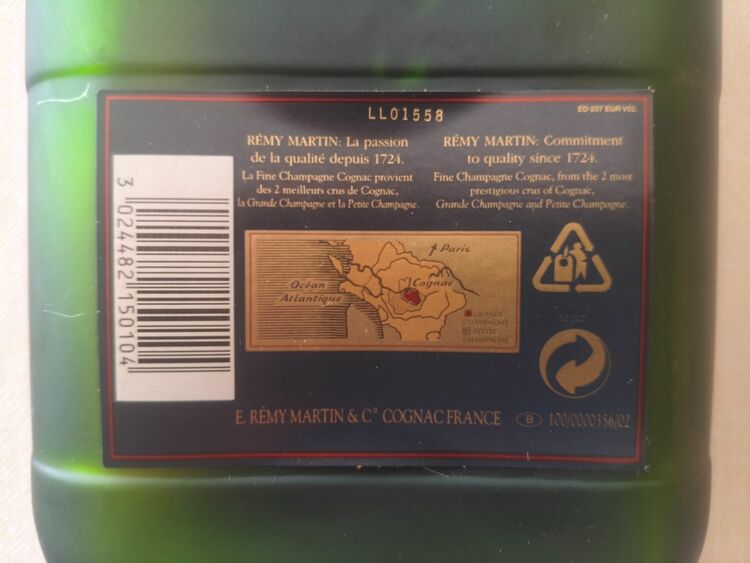 LL01558
ED 037 EUR V02.
RÉMY MARTIN: La passion
de la qualité depuis 1724.
La Fine Champagne Cognac provient
des 2 meilleurs crus de Cognac,
la Grande Champagne et la Petite Champagne.
RÉMY MARTIN: Commitment
to quality since 1724.
Fine Champagne Cognac, from the 2 most
prestigious crus of Cognac,
Grande Champagne and Petite Champagne.
3 024482 150104
Paris
Océan
Atlantique
Cognac
GRANDE
CHAMPAGNE
PETITE
CHAMPAGNE
E. RÉMY MARTIN & C° COGNAC FRANCE
B 100/0000356/02